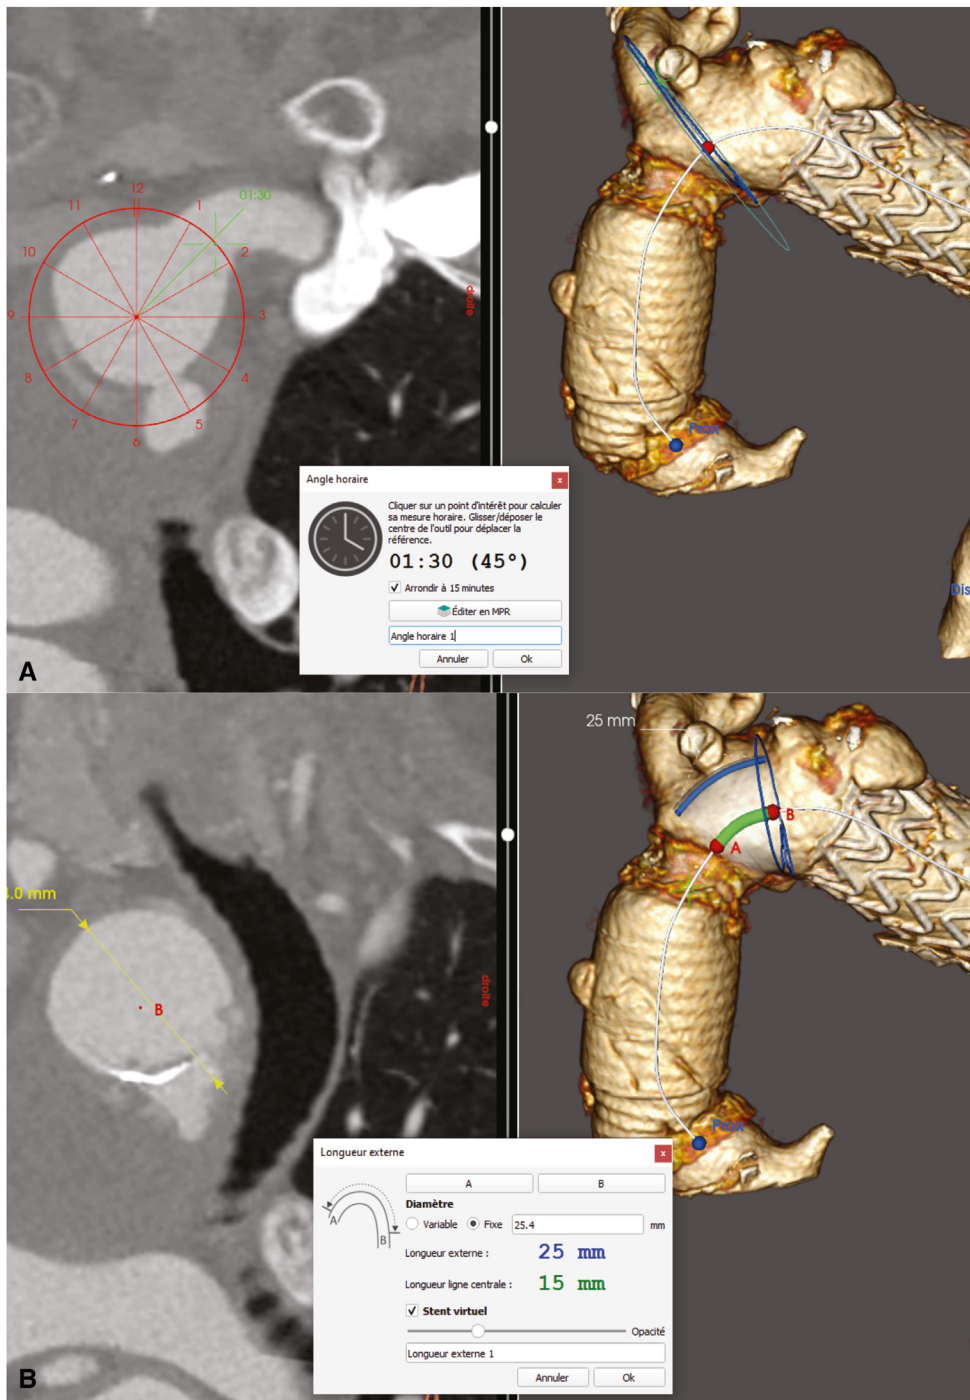 12
11
1
01:30
10
2
9
3
8
4
7
5
6
droite
Prox
Dis
Angle horaire
x
Cliquer sur un point d'intérêt pour calculer
sa mesure horaire. Glisser/déposer le
centre de l'outil pour déplacer la
référence.
01:30 (45°)
Arrondir à 15 minutes
Éditer en MPR
Angle horaire 1
Annuler
Ok
A
25 mm
.0 mm
B
droite
A
B
Prox
Longueur externe
x
A
B
A
B
Diamètre
Variable
Fixe
25.4
mm
Longueur externe :
25 mm
Longueur ligne centrale :
15 mm
Stent virtuel
Opacité
Longueur externe 1
Annuler
Ok
B